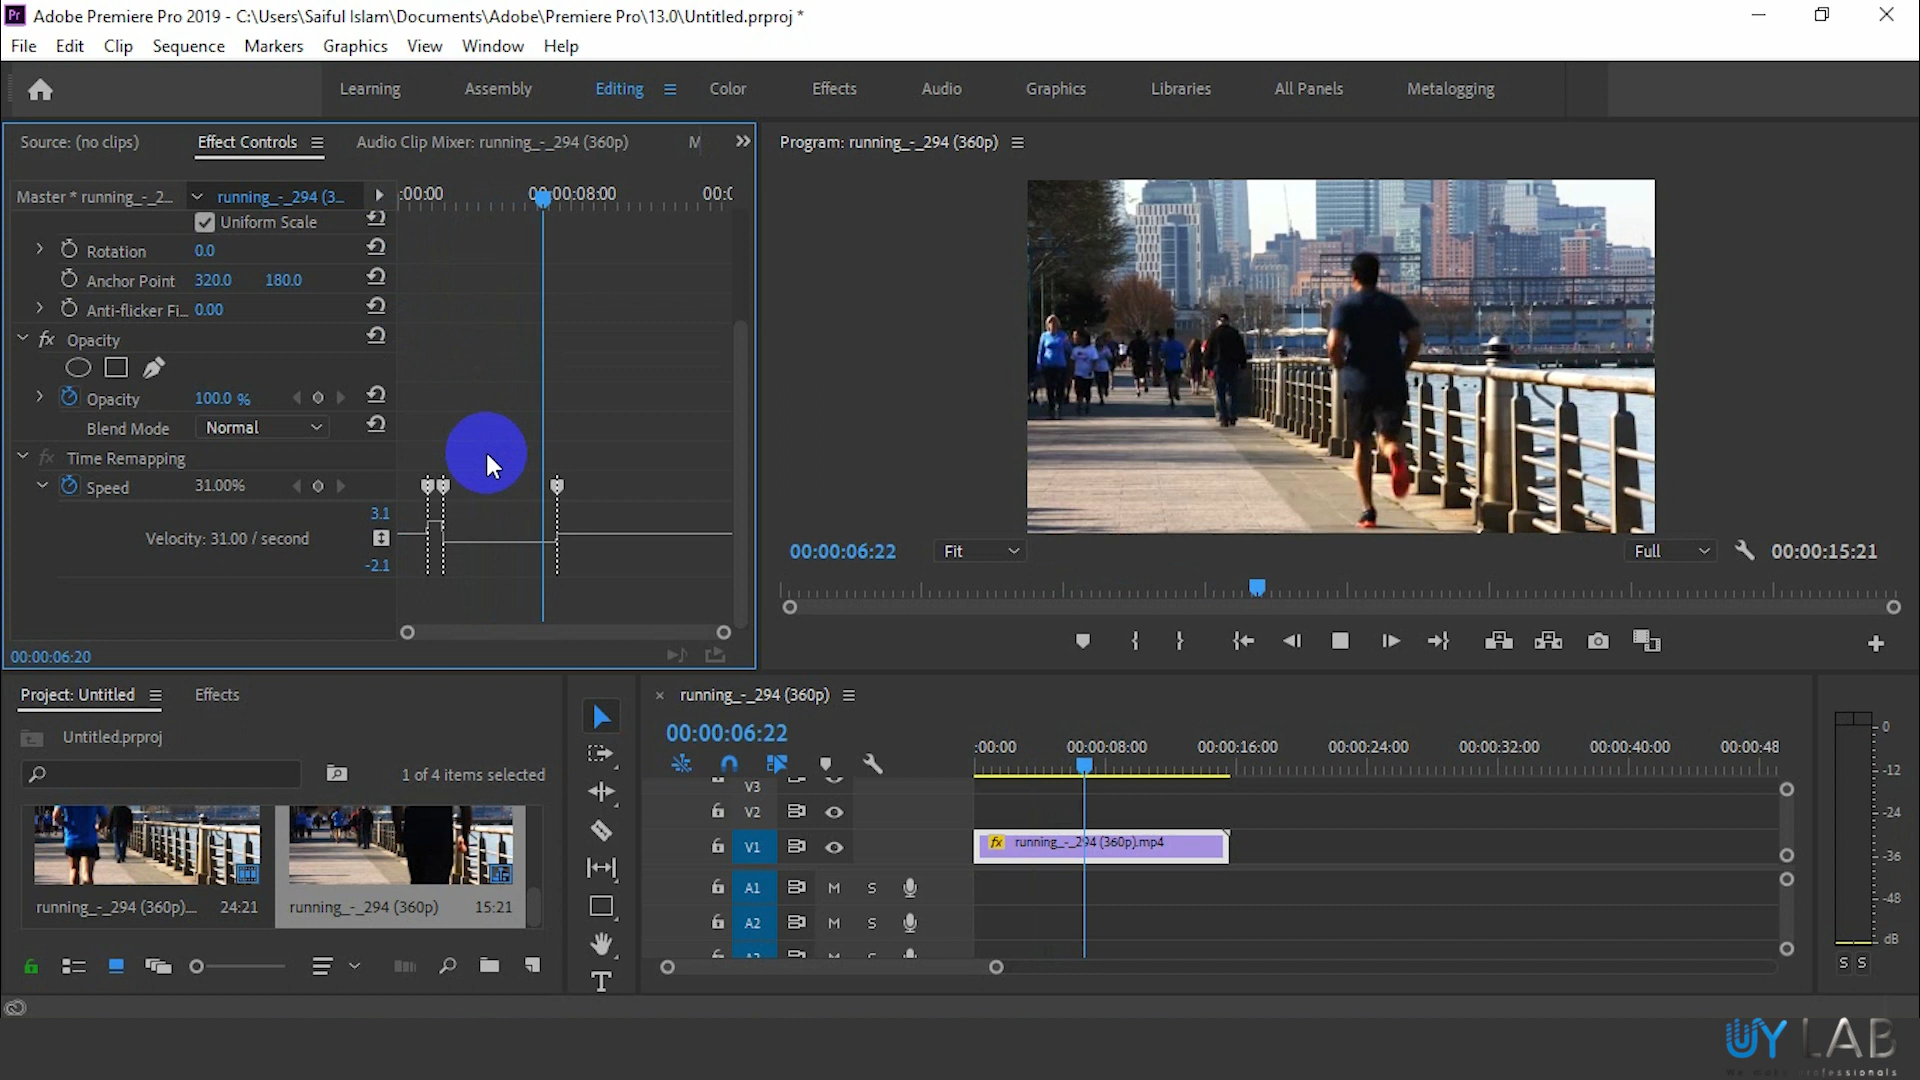 Adobe Premiere Pro 2019 - C:\Users\Saiful Islam\Documents\Adobe\Premiere Pro\13.0\Untitled.prproj *
File Edit Clip Sequence Markers Graphics View Window Help
Learning Assembly Editing Color Effects Audio Graphics Libraries All Panels Metalogging
Source: (no clips) Effect Controls Audio Clip Mixer: running_-_294 (360p) M
Program: running_-_294 (360p)
Master * running_-_2... running_-_294 (3... :00:00 00:00:08:00 00:0
Uniform Scale
Rotation 0.0
Anchor Point 320.0 180.0
Anti-flicker Fi... 0.00
fx Opacity
Opacity 100.0 %
Blend Mode Normal
fx Time Remapping
Speed 31.00%
3.1
Velocity: 31.00 / second
-2.1
00:00:06:20
00:00:06:22 Fit Full 00:00:15:21
Project: Untitled Effects
Untitled.prproj
1 of 4 items selected
running_-_294 (360p).... 24:21
running_-_294 (360p) 15:21
running_-_294 (360p)
00:00:06:22
:00:00 00:00:08:00 00:00:16:00 00:00:24:00 00:00:32:00 00:00:40:00 00:00:48
V3
V2
V1
fx running_-_294 (360p).mp4
A1 M S
A2 M S
T
0
-12
-24
-36
-48
dB
S S
UY LAB